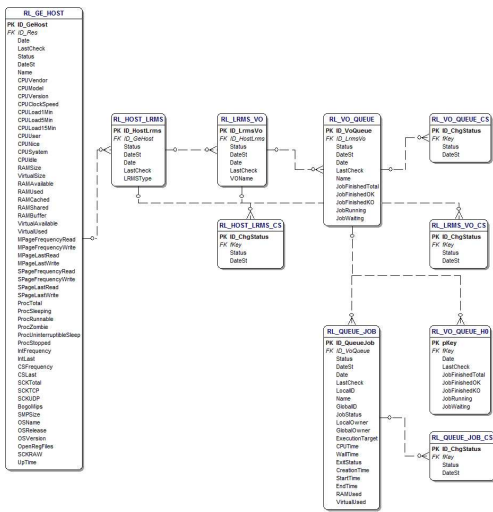 RL_GE_HOST
PK ID_GeHost
FK ID_Res
Date
LastCheck
Status
DateSt
Name
CPUVendor
CPUModel
CPUVersion
CPUClockSpeed
CPULoad1Min
CPULoad5Min
CPULoad15Min
CPUUser
CPUNice
CPUSystem
CPUIdle
RAMSize
VirtualSize
RAMAvailable
RAMUsed
RAMCached
RAMShared
RAMBuffer
VirtualAvailable
VirtualUsed
MPageFrequencyRead
MPageFrequencyWrite
MPageLastRead
MPageLastWrite
SPageFrequencyRead
SPageFrequencyWrite
SPageLastRead
SPageLastWrite
ProcTotal
ProcSleeping
ProcRunnable
ProcZombie
ProcUninterruptibleSleep
ProcStopped
IntFrequency
IntLast
CSFrequency
CSLast
SCKTotal
SCKTCP
SCKUDP
BogoMips
SMPSize
OSName
OSRelease
OSVersion
OpenRegFiles
SCKRAW
UpTime
RL_HOST_LRMS
PK ID_HostLrms
FK ID_GeHost
Status
DateSt
Date
LastCheck
LRMSType
RL_LRMS_VO
PK ID_LrmsVo
FK ID_HostLrms
Status
DateSt
Date
LastCheck
VOName
RL_VO_QUEUE
PK ID_VoQueue
FK ID_LrmsVo
Status
DateSt
Date
LastCheck
Name
JobFinishedTotal
JobFinishedOK
JobFinishedKO
JobRunning
JobWaiting
RL_VO_QUEUE_CS
PK ID_ChgStatus
FK fKey
Status
DateSt
RL_HOST_LRMS_CS
PK ID_ChgStatus
FK fKey
Status
DateSt
RL_LRMS_VO_CS
PK ID_ChgStatus
FK fKey
Status
DateSt
RL_QUEUE_JOB
PK ID_QueueJob
FK ID_VoQueue
Status
DateSt
Date
LastCheck
LocalID
Name
GlobalID
JobStatus
LocalOwner
GlobalOwner
ExecutionTarget
CPUTime
WallTime
ExitStatus
CreationTime
StartTime
EndTime
RAMUsed
VirtualUsed
RL_VO_QUEUE_H0
PK pKey
FK fKey
Date
LastCheck
JobFinishedTotal
JobFinishedOK
JobFinishedKO
JobRunning
JobWaiting
RL_QUEUE_JOB_CS
PK ID_ChgStatus
FK fKey
Status
DateSt